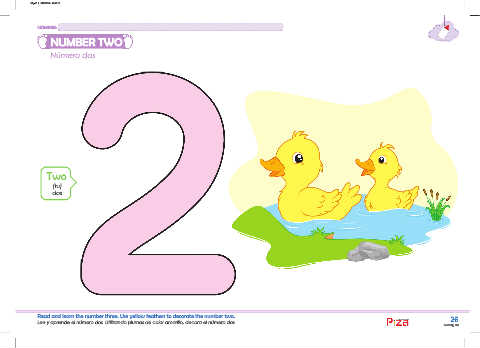 NUMBER TWO
Número dos
Two
(tu)
dos
Read and learn the number three. Use yellow feathers to decorate the number two.
Lee y aprende el número dos. Utilizando plumas de color amarillo, decora el número dos
Piza
26